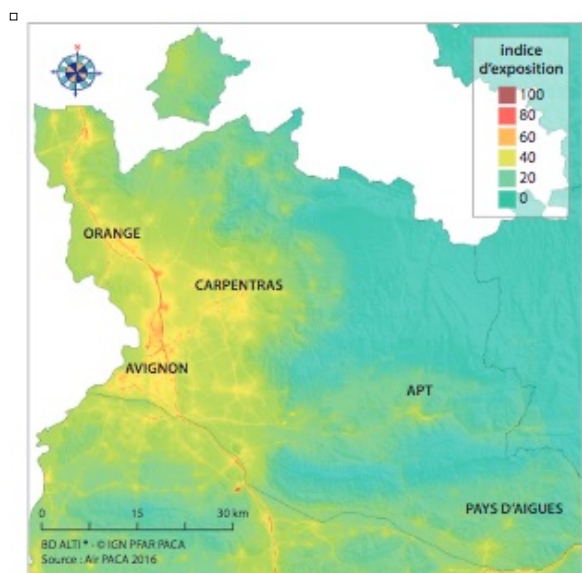 N
indice
d'exposition
100
80
60
40
20
0
ORANGE
CARPENTRAS
AVIGNON
APT
PAYS D'AIGUES
0 15 30 km
BD ALTI ® - © IGN PFAR PACA
Source : Air PACA 2016